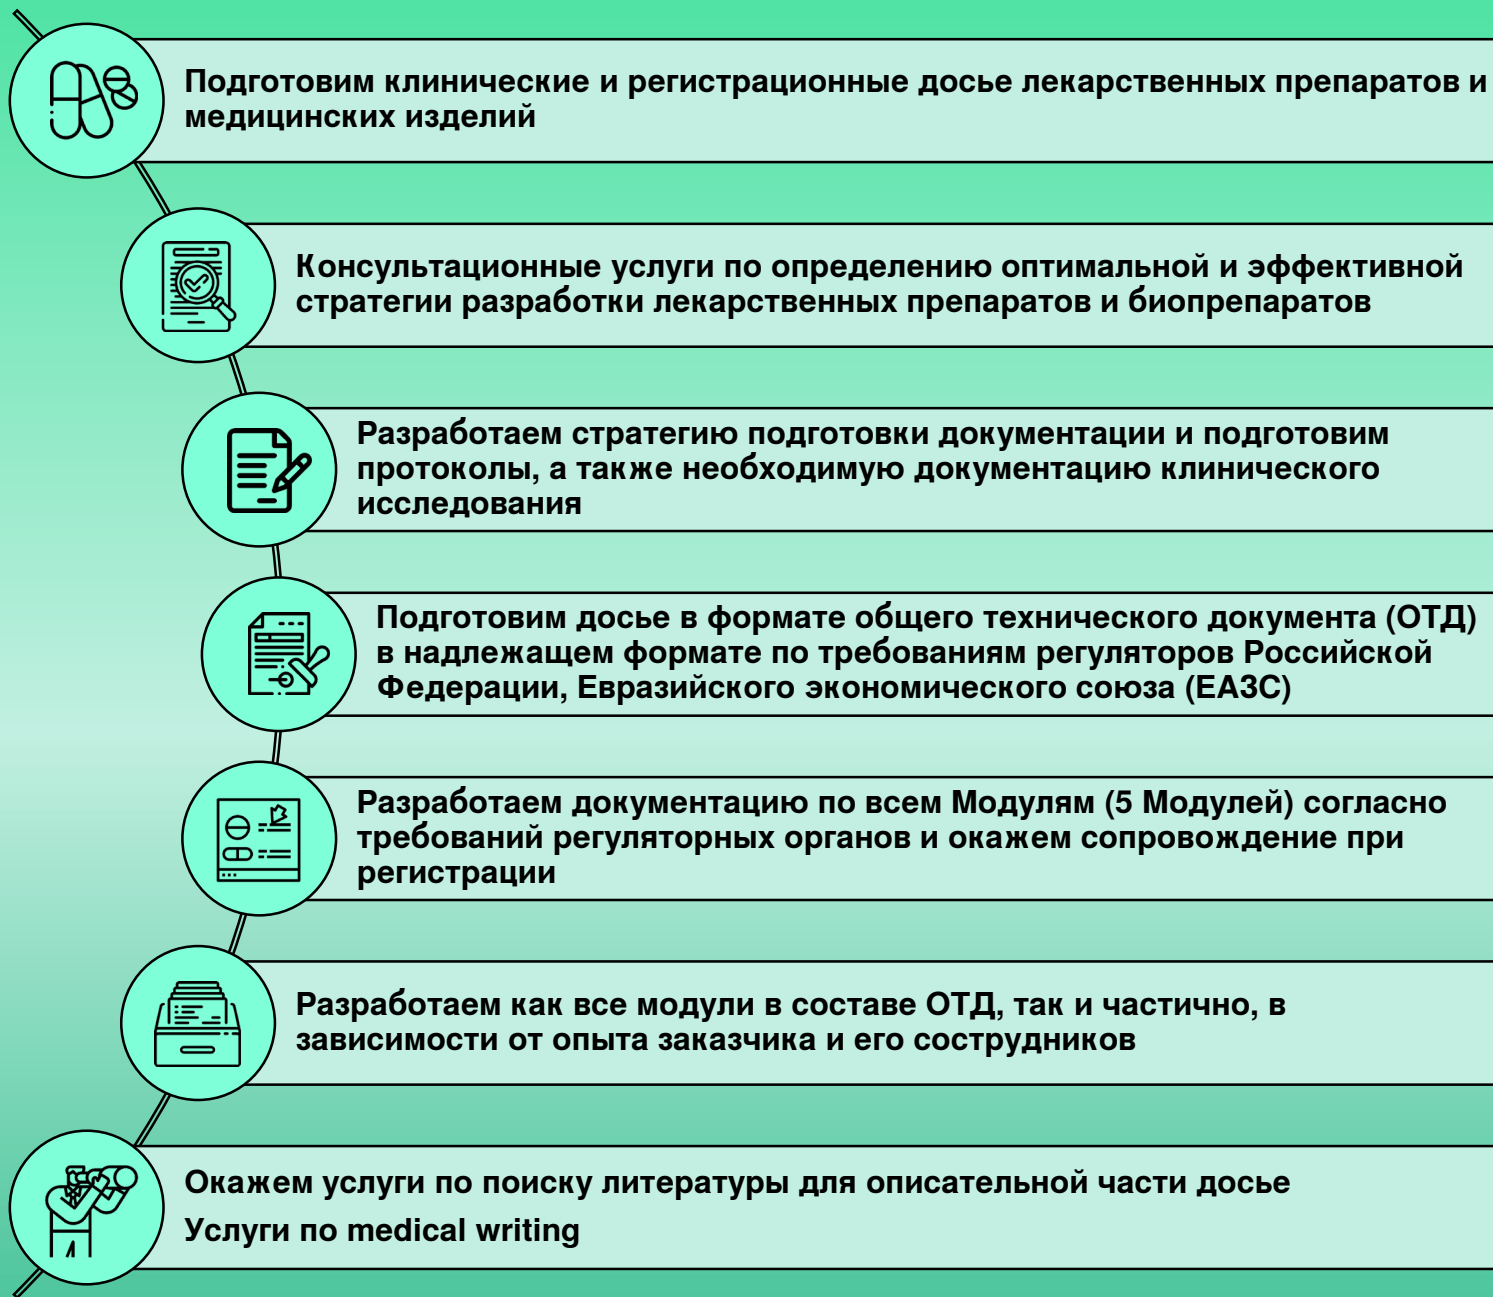 Подготовим клинические и регистрационные досье лекарственных препаратов и
медицинских изделий
Консультационные услуги по определению оптимальной и эффективной
стратегии разработки лекарственных препаратов и биопрепаратов
Разработаем стратегию подготовки документации и подготовим
протоколы, а также необходимую документацию клинического
исследования
Подготовим досье в формате общего технического документа (ОТД)
в надлежащем формате по требованиям регуляторов Российской
Федерации, Евразийского экономического союза (ЕАЗС)
Разработаем документацию по всем Модулям (5 Модулей) согласно
требований регуляторных органов и окажем сопровождение при
регистрации
Разработаем как все модули в составе ОТД, так и частично, в
зависимости от опыта заказчика и его сострудников
Окажем услуги по поиску литературы для описательной части досье
Услуги по medical writing